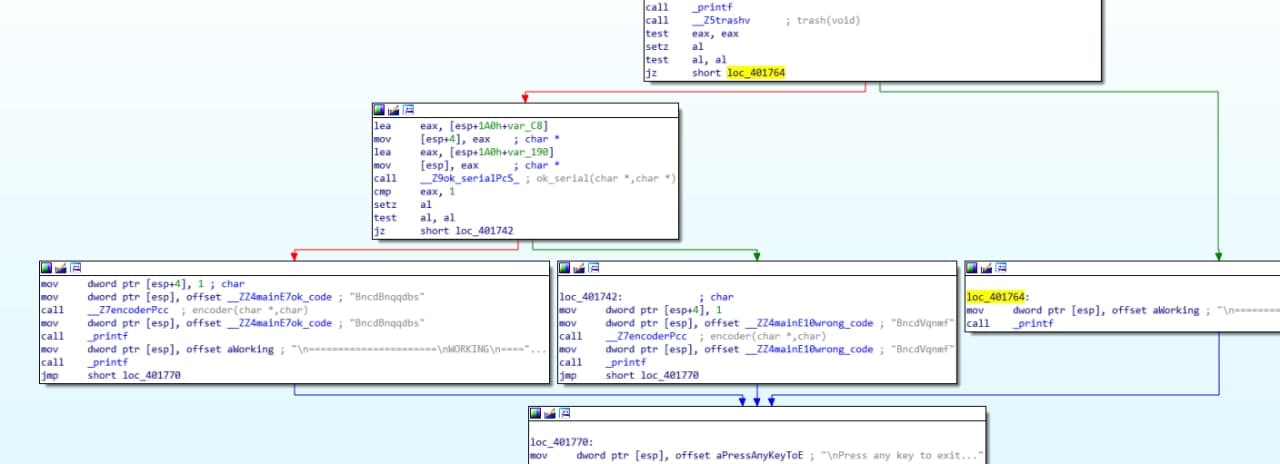 call _printf
call __Z5trashv ; trash(void)
test eax, eax
setz al
test al, al
jz short loc_401764
lea eax, [esp+1A0h+var_C8]
mov [esp+4], eax ; char *
lea eax, [esp+1A0h+var_190]
mov [esp], eax ; char *
call __Z9ok_serialPcS_ ; ok_serial(char *,char *)
cmp eax, 1
setz al
test al, al
jz short loc_401742
mov dword ptr [esp+4], 1 ; char
mov dword ptr [esp], offset __ZZ4mainE7ok_code ; "BncdBnqqdbs"
call __Z7encoderPcc ; encoder(char *,char)
mov dword ptr [esp], offset __ZZ4mainE7ok_code ; "BncdBnqqdbs"
call _printf
mov dword ptr [esp], offset aWorking ; "\n=======================\nWORKING\n===="...
call _printf
jmp short loc_401770
loc_401742: ; char
mov dword ptr [esp+4], 1
mov dword ptr [esp], offset __ZZ4mainE10wrong_code ; "BncdVqnmf"
call __Z7encoderPcc ; encoder(char *,char)
mov dword ptr [esp], offset __ZZ4mainE10wrong_code ; "BncdVqnmf"
call _printf
jmp short loc_401770
loc_401764:
mov dword ptr [esp], offset aWorking ; "\n========
call _printf
loc_401770:
mov dword ptr [esp], offset aPressAnyKeyToE ; "\nPress any key to exit..."